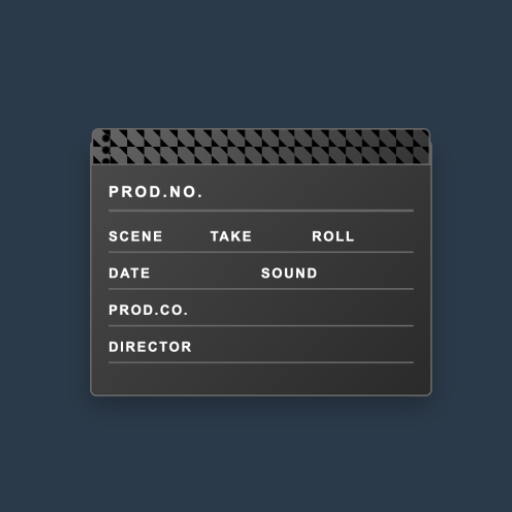 PROD.NO.
SCENE TAKE ROLL
DATE SOUND
PROD.CO.
DIRECTOR